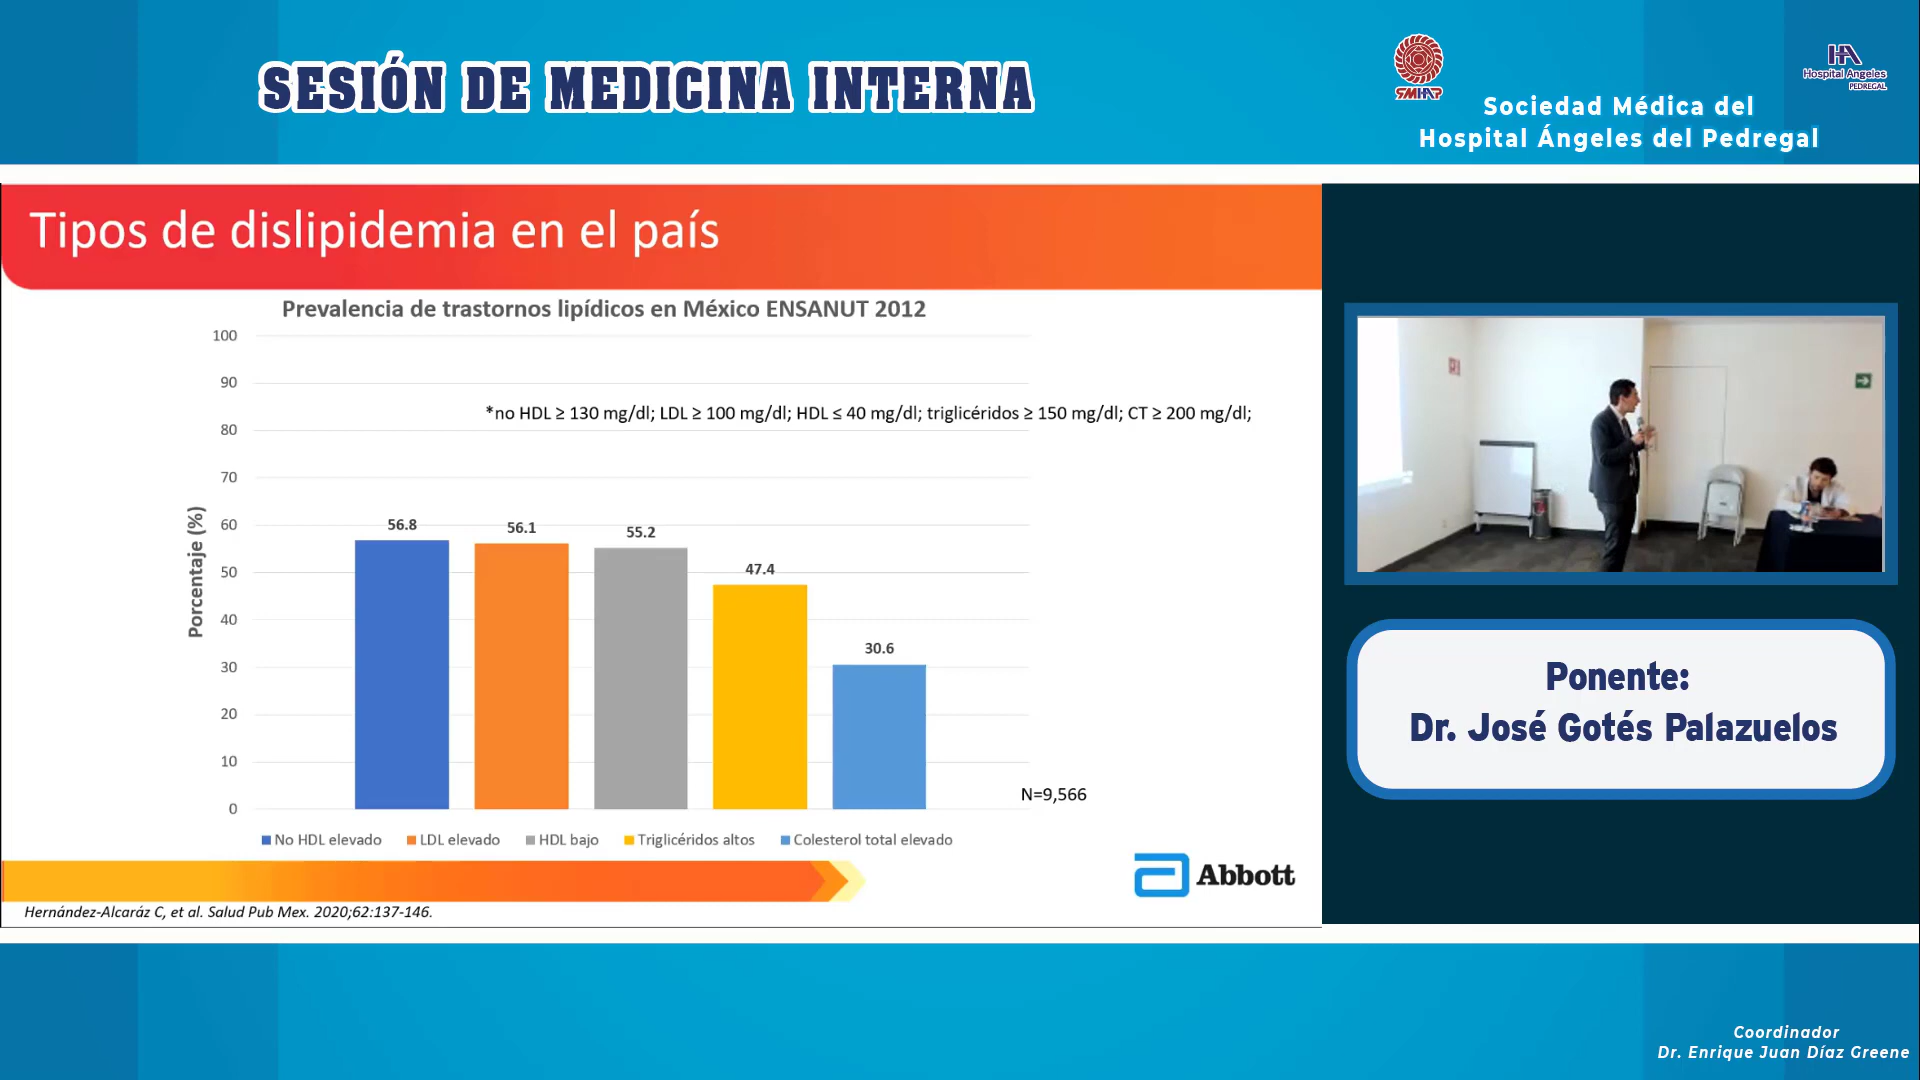 SESIÓN DE MEDICINA INTERNA
SMHAP
Sociedad Médica del
Hospital Ángeles del Pedregal
HA
Hospital Angeles
PEDREGAL
Tipos de dislipidemia en el país
Prevalencia de trastornos lipídicos en México ENSANUT 2012
100
90
*no HDL ≥ 130 mg/dl; LDL ≥ 100 mg/dl; HDL ≤ 40 mg/dl; triglicéridos ≥ 150 mg/dl; CT ≥ 200 mg/dl;
80
70
60
50
40
30
20
10
0
Porcentaje (%)
56.8
56.1
55.2
47.4
30.6
N=9,566
No HDL elevado LDL elevado HDL bajo Triglicéridos altos Colesterol total elevado
Abbott
Hernández-Alcaráz C, et al. Salud Pub Mex. 2020;62:137-146.
Ponente:
Dr. José Gotés Palazuelos
Coordinador
Dr. Enrique Juan Díaz Greene